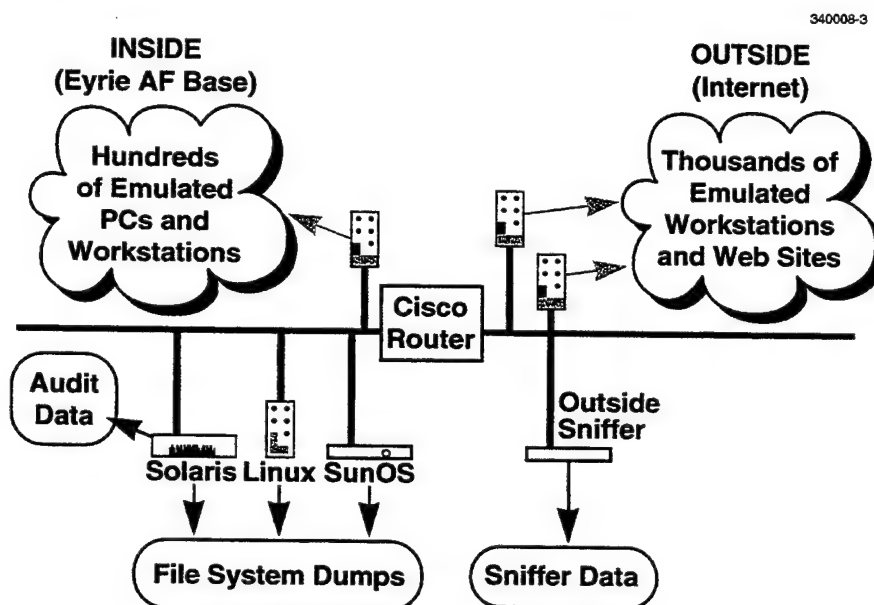 340008-3
INSIDE
(Eyrie AF Base)
OUTSIDE
(Internet)
Hundreds
of Emulated
PCs and
Workstations
Thousands of
Emulated
Workstations
and Web Sites
Cisco
Router
Audit
Data
Outside
Sniffer
Solaris Linux SunOS
File System Dumps
Sniffer Data